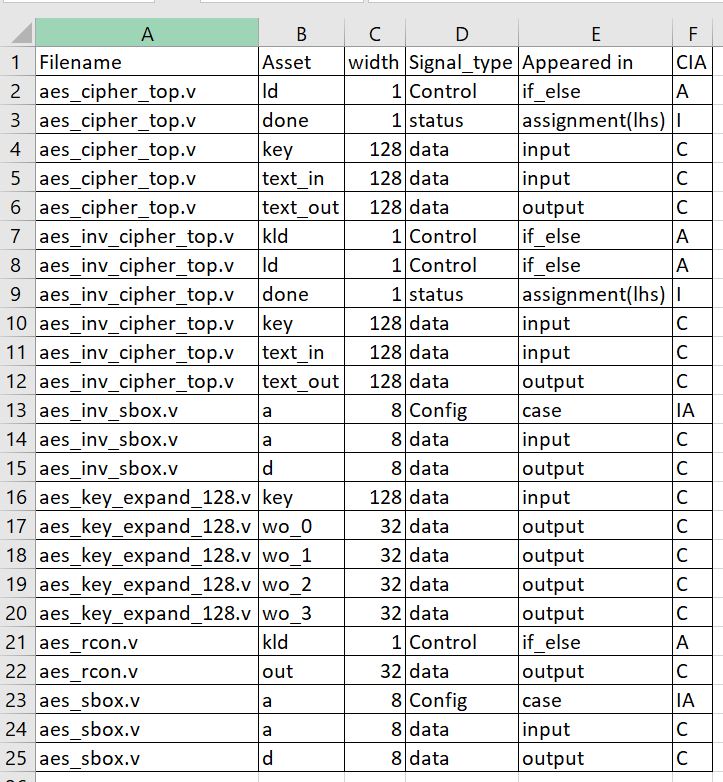 A B C D E F
1 Filename Asset width Signal_type Appeared in CIA
2 aes_cipher_top.v ld 1 Control if_else A
3 aes_cipher_top.v done 1 status assignment(lhs) I
4 aes_cipher_top.v key 128 data input C
5 aes_cipher_top.v text_in 128 data input C
6 aes_cipher_top.v text_out 128 data output C
7 aes_inv_cipher_top.v kld 1 Control if_else A
8 aes_inv_cipher_top.v ld 1 Control if_else A
9 aes_inv_cipher_top.v done 1 status assignment(lhs) I
10 aes_inv_cipher_top.v key 128 data input C
11 aes_inv_cipher_top.v text_in 128 data input C
12 aes_inv_cipher_top.v text_out 128 data output C
13 aes_inv_sbox.v a 8 Config case IA
14 aes_inv_sbox.v a 8 data input C
15 aes_inv_sbox.v d 8 data output C
16 aes_key_expand_128.v key 128 data input C
17 aes_key_expand_128.v wo_0 32 data output C
18 aes_key_expand_128.v wo_1 32 data output C
19 aes_key_expand_128.v wo_2 32 data output C
20 aes_key_expand_128.v wo_3 32 data output C
21 aes_rcon.v kld 1 Control if_else A
22 aes_rcon.v out 32 data output C
23 aes_sbox.v a 8 Config case IA
24 aes_sbox.v a 8 data input C
25 aes_sbox.v d 8 data output C